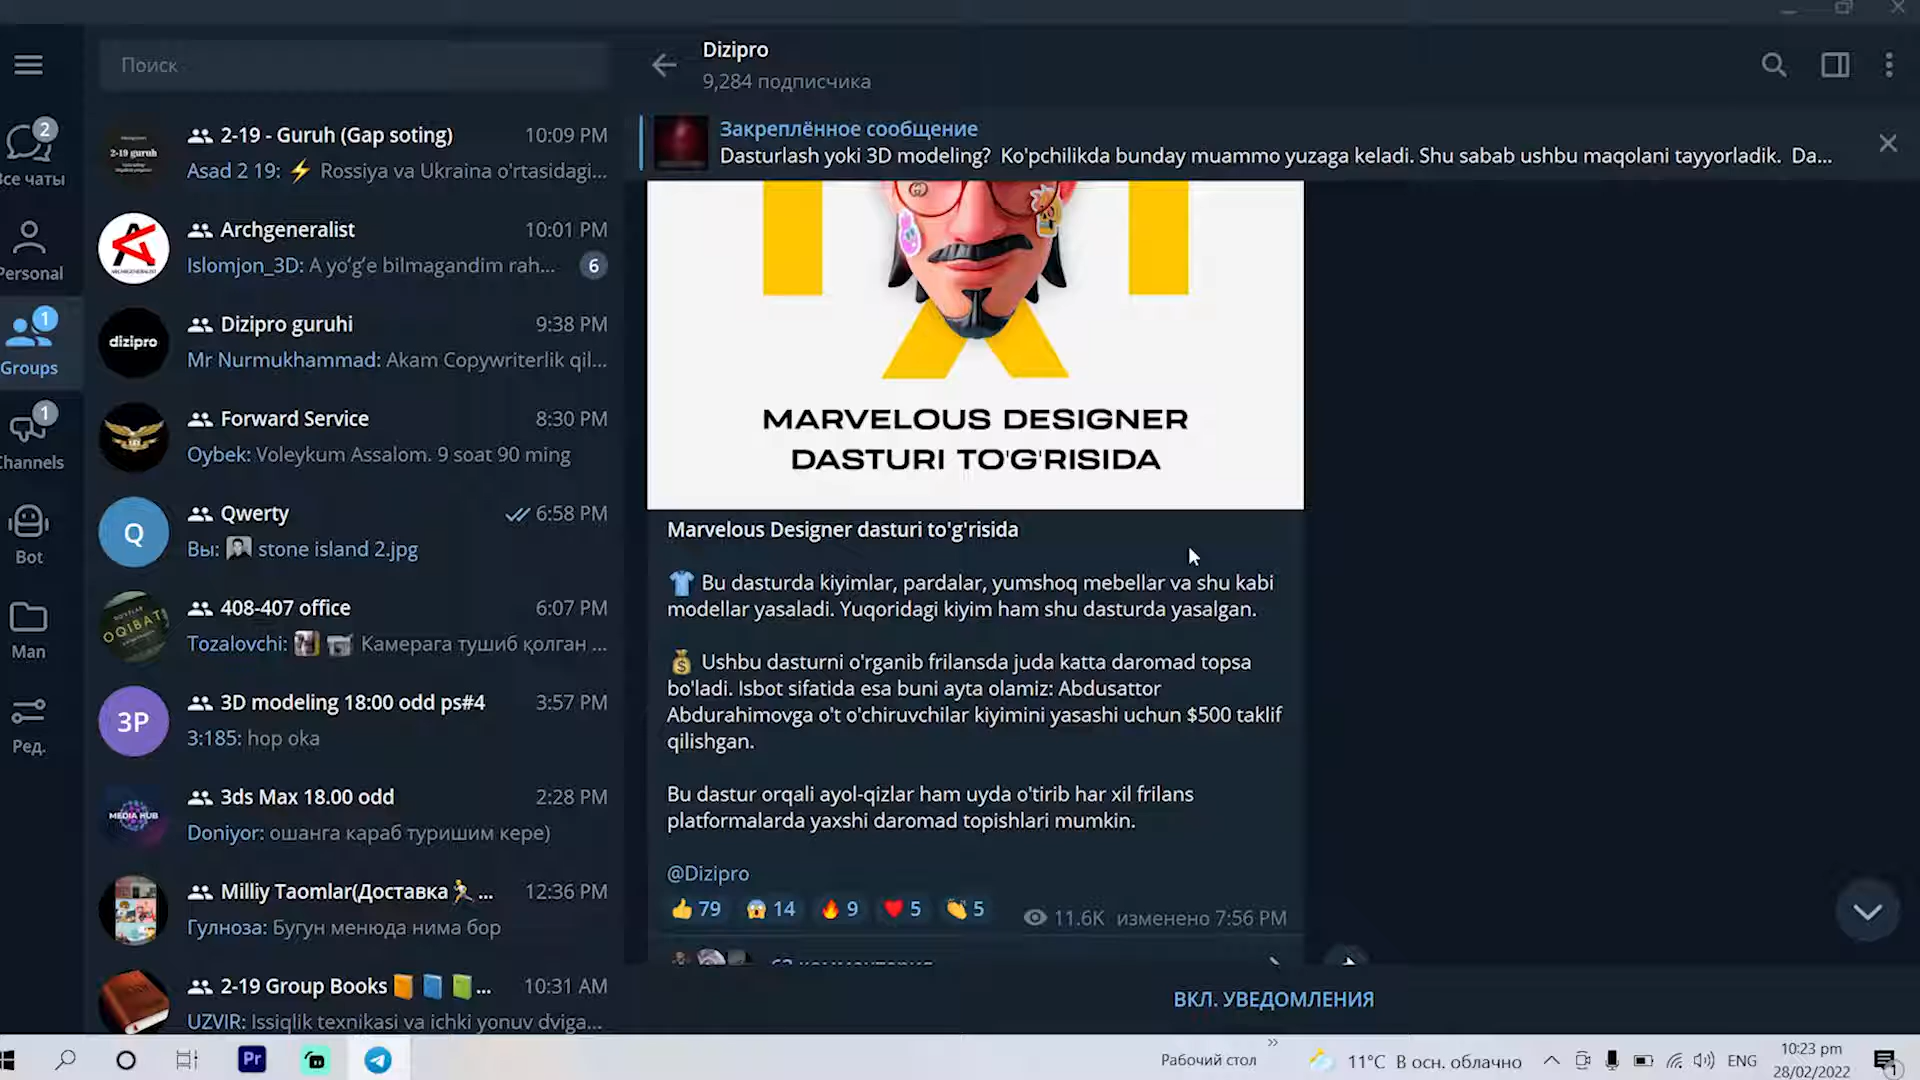 Поиск
Dizipro
9,284 подписчика
Закреплённое сообщение
Dasturlash yoki 3D modeling? Ko'pchilikda bunday muammo yuzaga keladi. Shu sabab ushbu maqolani tayyorladik. Da...
2
Все чаты
Personal
1
Groups
1
Channels
Bot
Man
Ред.
2-19 guruh
2-19 - Guruh (Gap soting) 10:09 PM
Asad 2 19: ⚡ Rossiya va Ukraina o'rtasidagi...
Archgeneralist 10:01 PM
Islomjon_3D: A yoʻgʻe bilmagandim rah... 6
dizipro
Dizipro guruhi 9:38 PM
Mr Nurmukhammad: Akam Copywriterlik qil...
Forward Service 8:30 PM
Oybek: Voleykum Assalom. 9 soat 90 ming
Q
Qwerty 6:58 PM
Вы: stone island 2.jpg
OQIBAT
408-407 office 6:07 PM
Tozalovchi: Камерага тушиб қолган ...
3P
3D modeling 18:00 odd ps#4 3:57 PM
3:185: hop oka
MEDIA HUB
3ds Max 18.00 odd 2:28 PM
Doniyor: ошанга караб туришим кере)
Milliy Taomlar(Доставка🏃... 12:36 PM
Гулноза: Бугун менюда нима бор
2-19 Group Books 📙 📘 📗... 10:31 AM
UZVIR: Issiqlik texnikasi va ichki yonuv dviga...
MARVELOUS DESIGNER
DASTURI TO'G'RISIDA
Marvelous Designer dasturi to'g'risida
👕 Bu dasturda kiyimlar, pardalar, yumshoq mebellar va shu kabi
modellar yasaladi. Yuqoridagi kiyim ham shu dasturda yasalgan.
💰 Ushbu dasturni o'rganib frilansda juda katta daromad topsa
bo'ladi. Isbot sifatida esa buni ayta olamiz: Abdusattor
Abdurahimovga o't o'chiruvchilar kiyimini yasashi uchun $500 taklif
qilishgan.
Bu dastur orqali ayol-qizlar ham uyda o'tirib har xil frilans
platformalarda yaxshi daromad topishlari mumkin.
@Dizipro
👍 79 😱 14 🔥 9 ❤ 5 👏 5 11.6K изменено 7:56 PM
ВКЛ. УВЕДОМЛЕНИЯ
Pr
Рабочий стол
11°C В осн. облачно
ENG
10:23 pm
28/02/2022
1